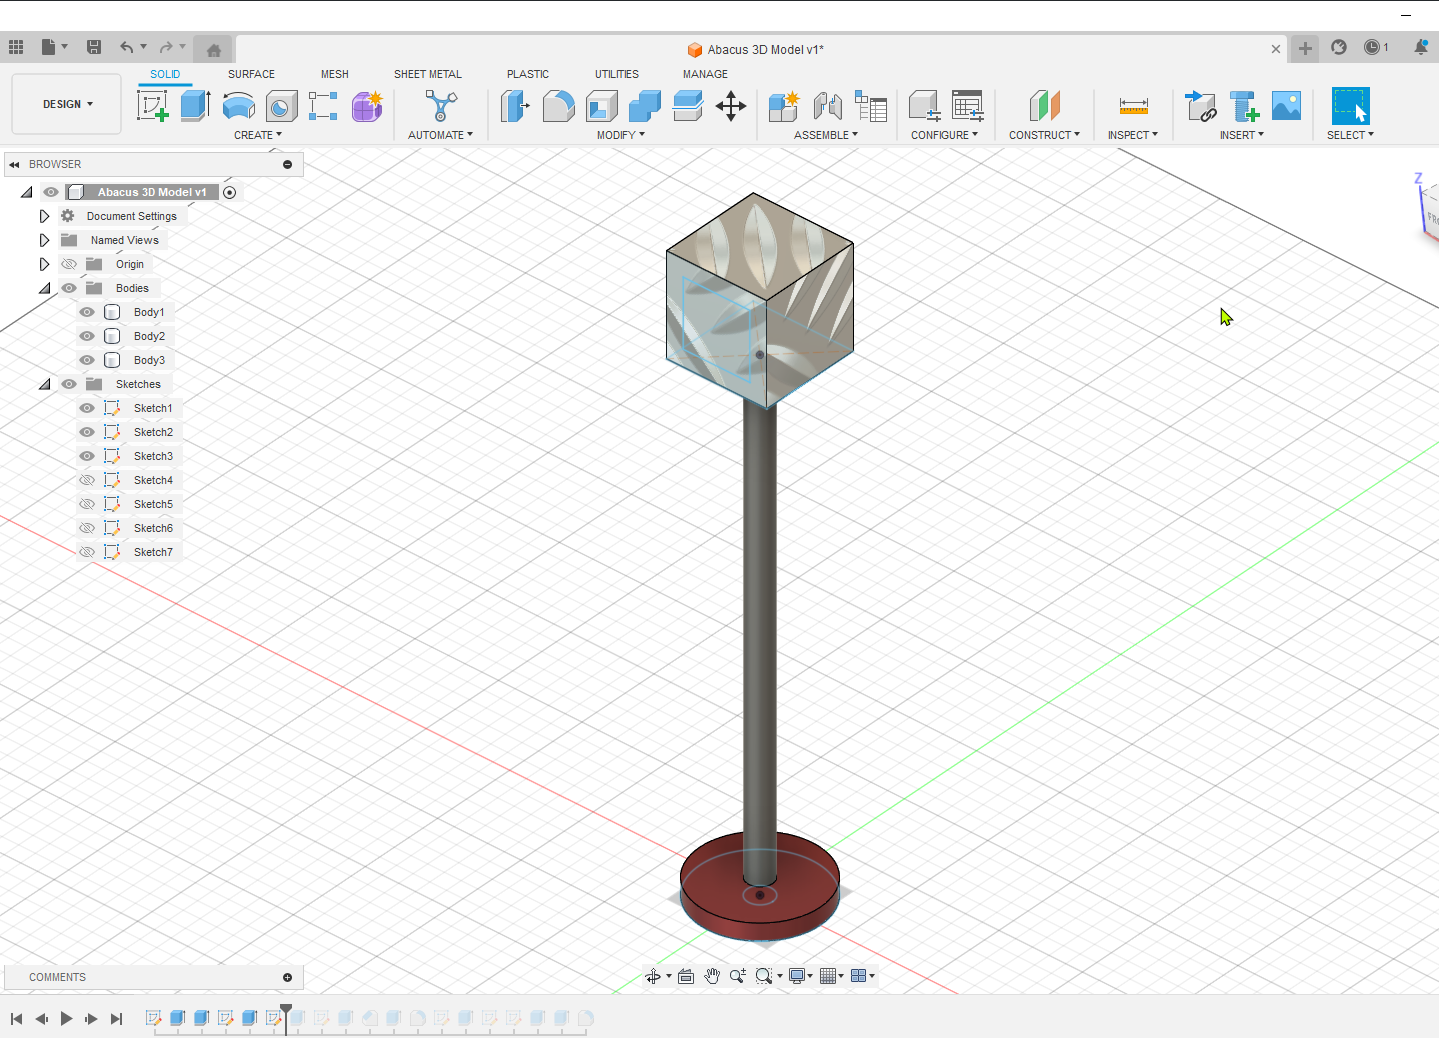 Abacus 3D Model v1*
1
DESIGN
SOLID SURFACE MESH SHEET METAL PLASTIC UTILITIES MANAGE
CREATE AUTOMATE MODIFY ASSEMBLE CONFIGURE CONSTRUCT INSPECT INSERT SELECT
BROWSER
Abacus 3D Model v1
Document Settings
Named Views
Origin
Bodies
Body1
Body2
Body3
Sketches
Sketch1
Sketch2
Sketch3
Sketch4
Sketch5
Sketch6
Sketch7
Z
COMMENTS